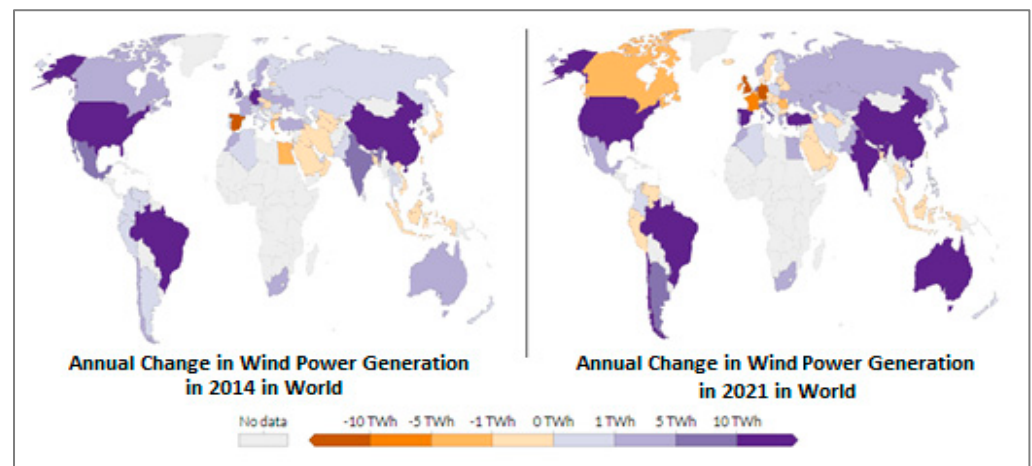 Annual Change in Wind Power Generation
in 2014 in World
Annual Change in Wind Power Generation
in 2021 in World
No data -10 TWh -5 TWh -1 TWh 0 TWh 1 TWh 5 TWh 10 TWh